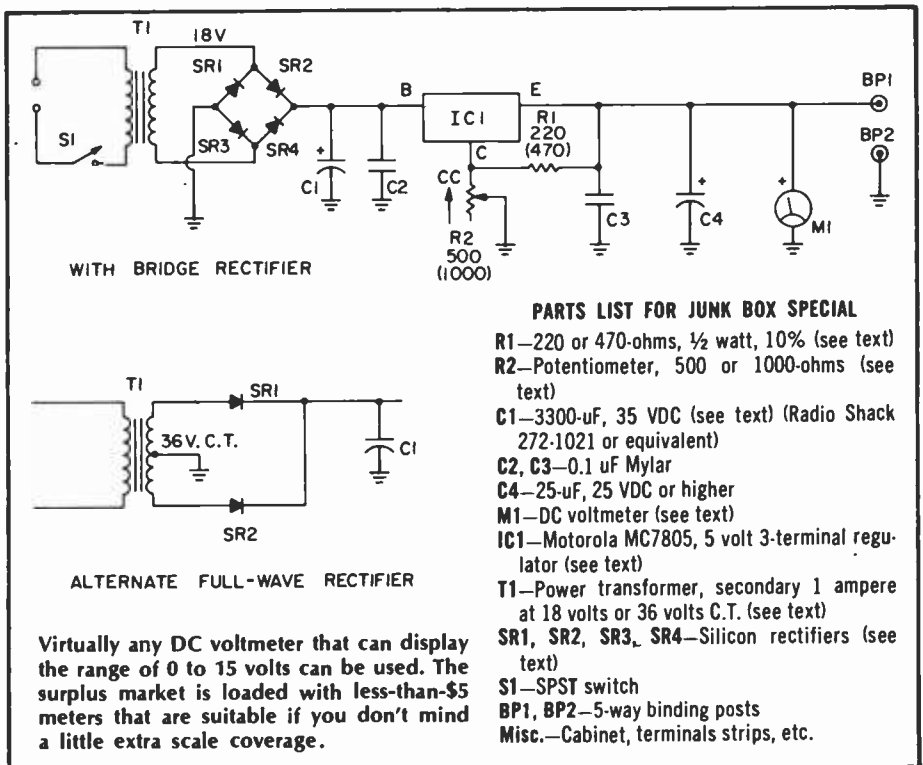 T1
18V
SR1
SR2
SR3
SR4
S1
B
E
IC1
C
R1
220
(470)
BP1
BP2
C1
+
C2
CC
R2
500
(1000)
C3
C4
+
+
M1
WITH BRIDGE RECTIFIER
T1
SR1
36V. C.T.
C1
SR2
ALTERNATE FULL-WAVE RECTIFIER
Virtually any DC voltmeter that can display
the range of 0 to 15 volts can be used. The
surplus market is loaded with less-than-$5
meters that are suitable if you don't mind
a little extra scale coverage.
PARTS LIST FOR JUNK BOX SPECIAL
R1—220 or 470-ohms, ½ watt, 10% (see text)
R2—Potentiometer, 500 or 1000-ohms (see
text)
C1—3300-uF, 35 VDC (see text) (Radio Shack
272-1021 or equivalent)
C2, C3—0.1 uF Mylar
C4—25-uF, 25 VDC or higher
M1—DC voltmeter (see text)
IC1—Motorola MC7805, 5 volt 3-terminal regu-
lator (see text)
T1—Power transformer, secondary 1 ampere
at 18 volts or 36 volts C.T. (see text)
SR1, SR2, SR3, SR4—Silicon rectifiers (see
text)
S1—SPST switch
BP1, BP2—5-way binding posts
Misc.—Cabinet, terminals strips, etc.